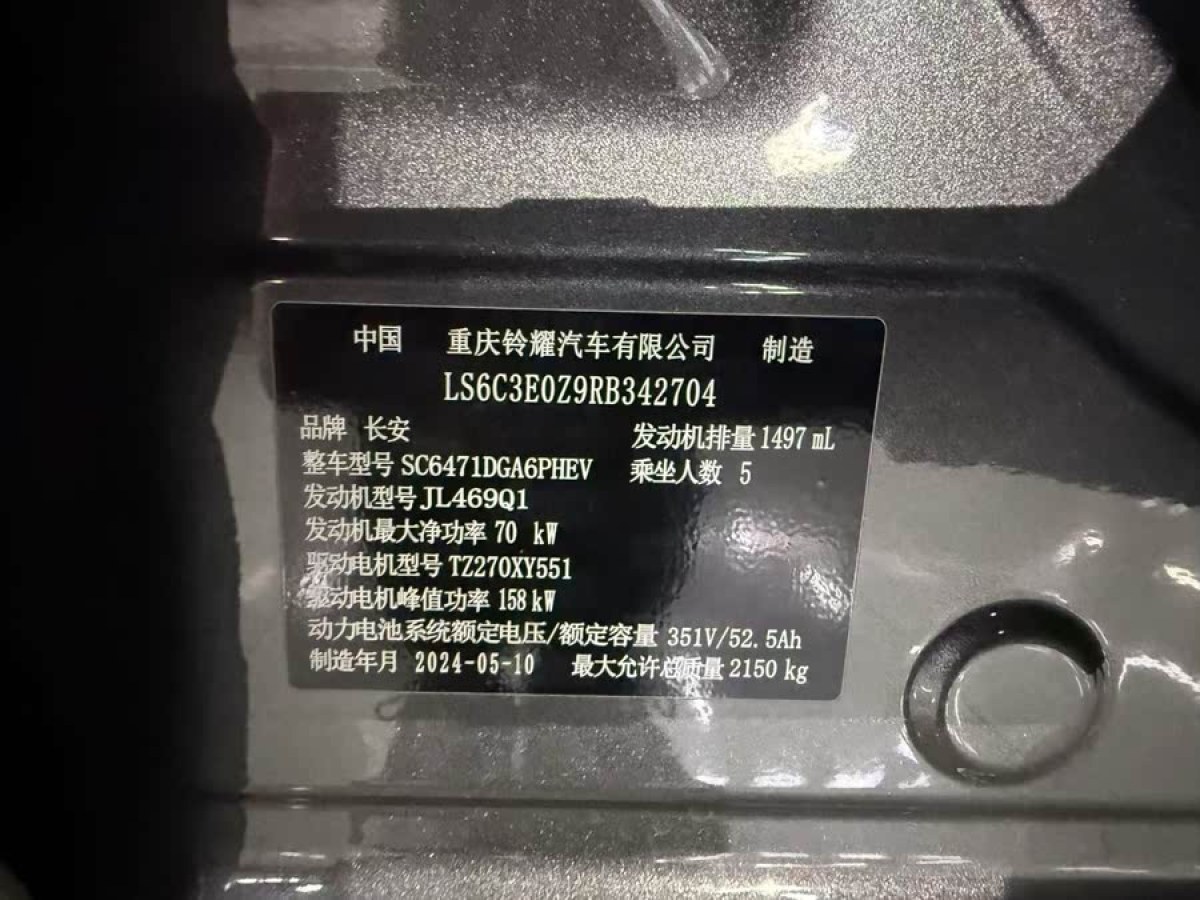 中国 重庆铃耀汽车有限公司 制造
LS6C3E0Z9RB342704
品牌 长安 发动机排量 1497 mL
整车型号 SC6471DGA6PHEV 乘坐人数 5
发动机型号 JL469Q1
发动机最大净功率 70 kW
驱动电机型号 TZ270XY551
驱动电机峰值功率 158 kW
动力电池系统额定电压/额定容量 351V/52.5Ah
制造年月 2024-05-10 最大允许总质量 2150 kg